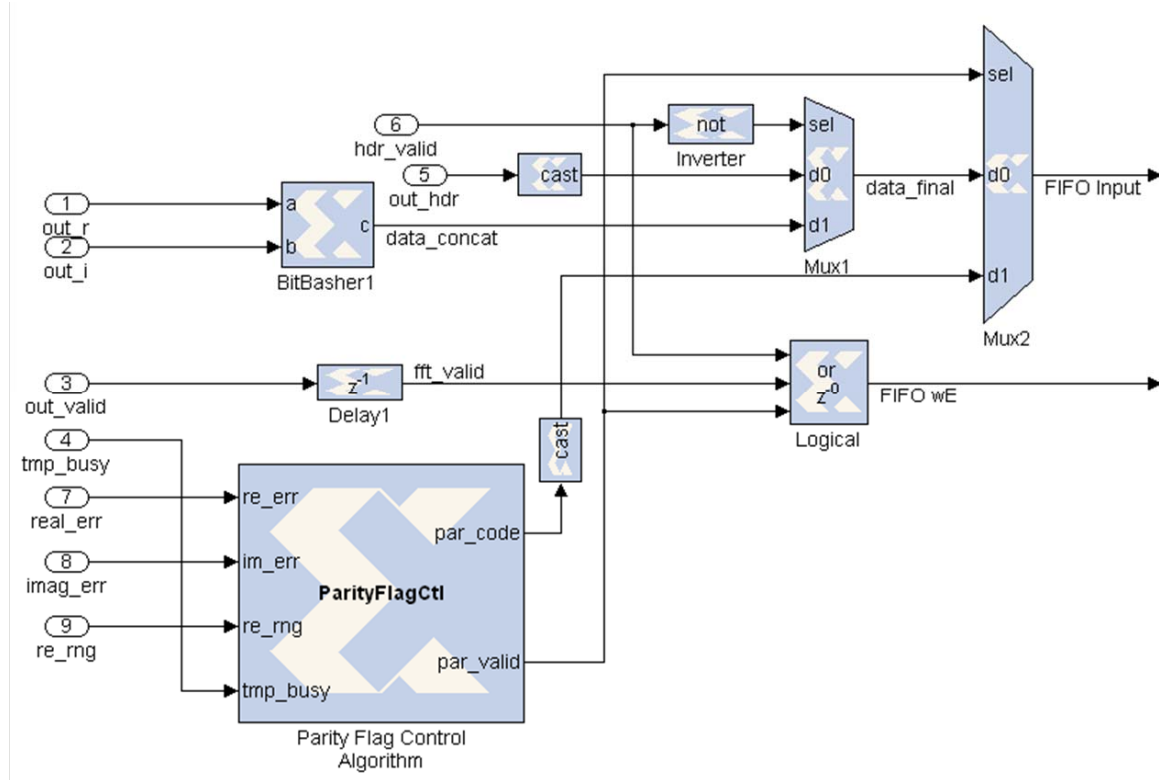 sel
6
not
sel
hdr_valid
Inverter
5
cast
d0
d0
FIFO Input
out_hdr
data_final
1
a
out_r
c
data_concat
d1
2
b
out_i
BitBasher1
Mux1
d1
Mux2
3
z-1
fft_valid
or
z-0
FIFO wE
out_valid
Delay1
Logical
4
cast
tmp_busy
7
re_err
real_err
par_code
8
im_err
imag_err
ParityFlagCtl
9
re_rng
re_rng
par_valid
tmp_busy
Parity Flag Control
Algorithm